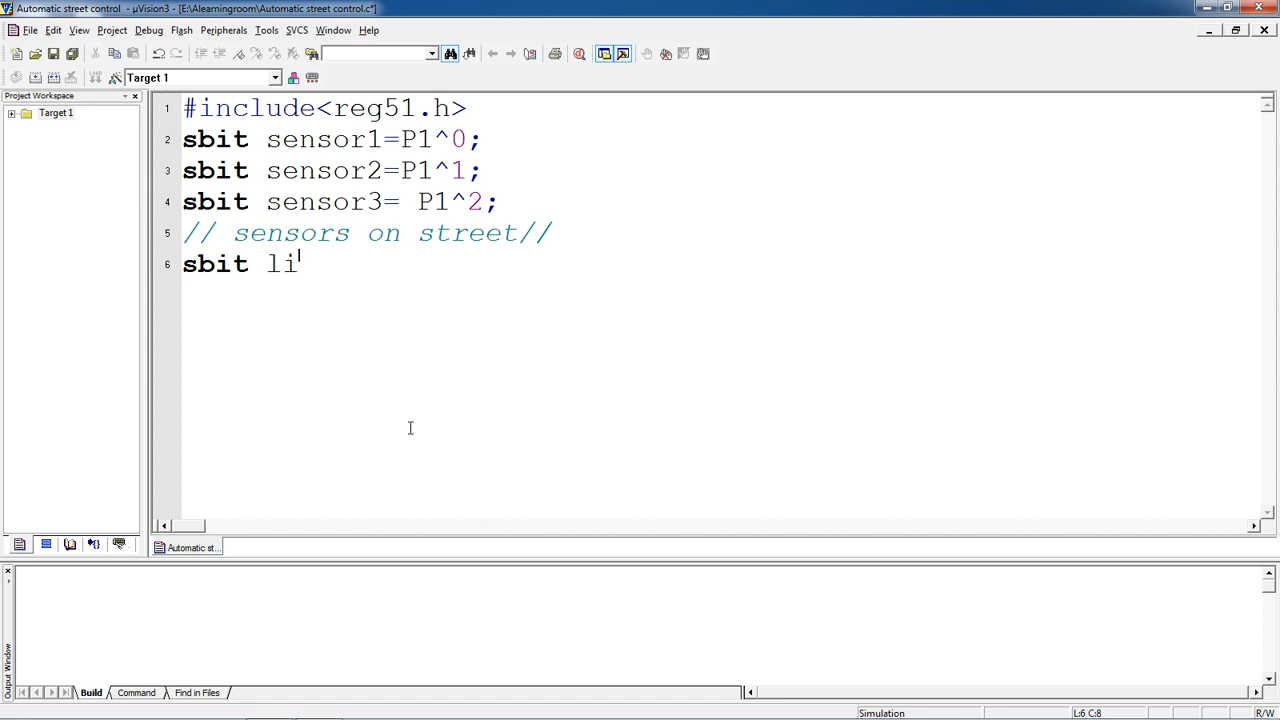 Automatic street control - µVision3 - [E:\Alearningroom\Automatic street control.c*]
File Edit View Project Debug Flash Peripherals Tools SVCS Window Help
Target 1
Project Workspace
Target 1
1 #include<reg51.h>
2 sbit sensor1=P1^0;
3 sbit sensor2=P1^1;
4 sbit sensor3= P1^2;
5 // sensors on street//
6 sbit li
Automatic st...
Output Window
Build Command Find in Files
Simulation L:6 C:8 R/W